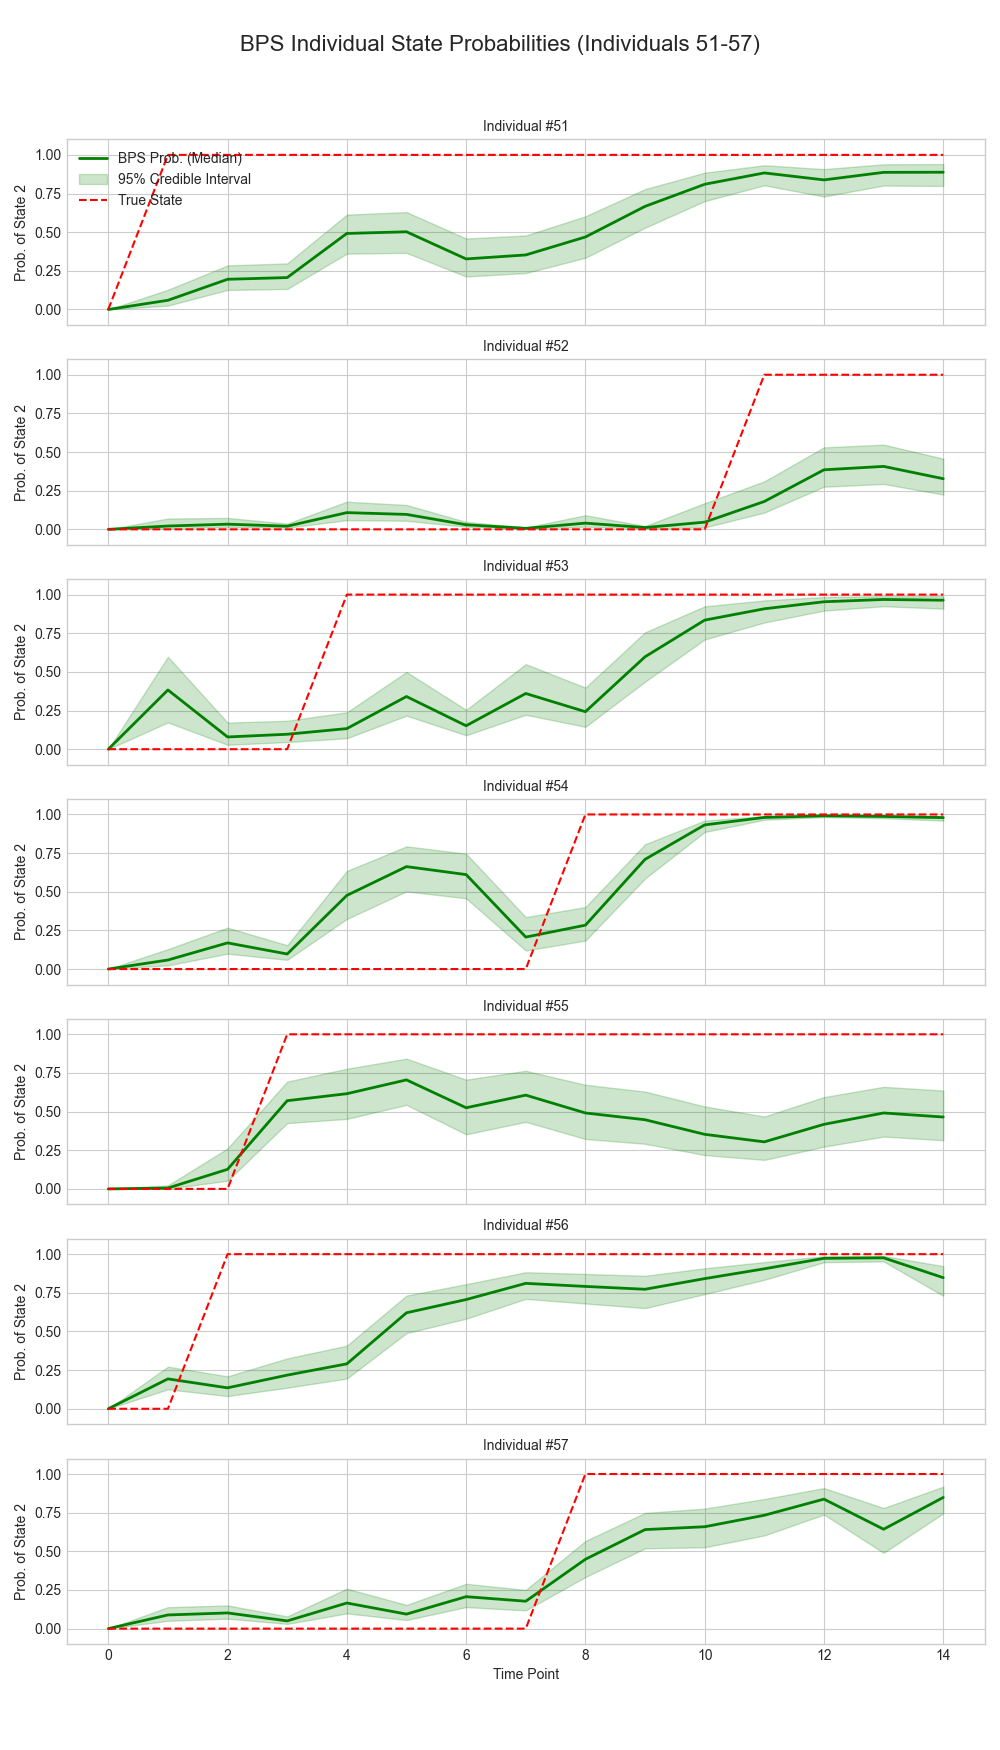 BPS Individual State Probabilities (Individuals 51-57)
Individual #51
Prob. of State 2
1.00
0.75
0.50
0.25
0.00
BPS Prob. (Median)
95% Credible Interval
True State
Individual #52
Prob. of State 2
1.00
0.75
0.50
0.25
0.00
Individual #53
Prob. of State 2
1.00
0.75
0.50
0.25
0.00
Individual #54
Prob. of State 2
1.00
0.75
0.50
0.25
0.00
Individual #55
Prob. of State 2
1.00
0.75
0.50
0.25
0.00
Individual #56
Prob. of State 2
1.00
0.75
0.50
0.25
0.00
Individual #57
Prob. of State 2
1.00
0.75
0.50
0.25
0.00
0 2 4 6 8 10 12 14
Time Point